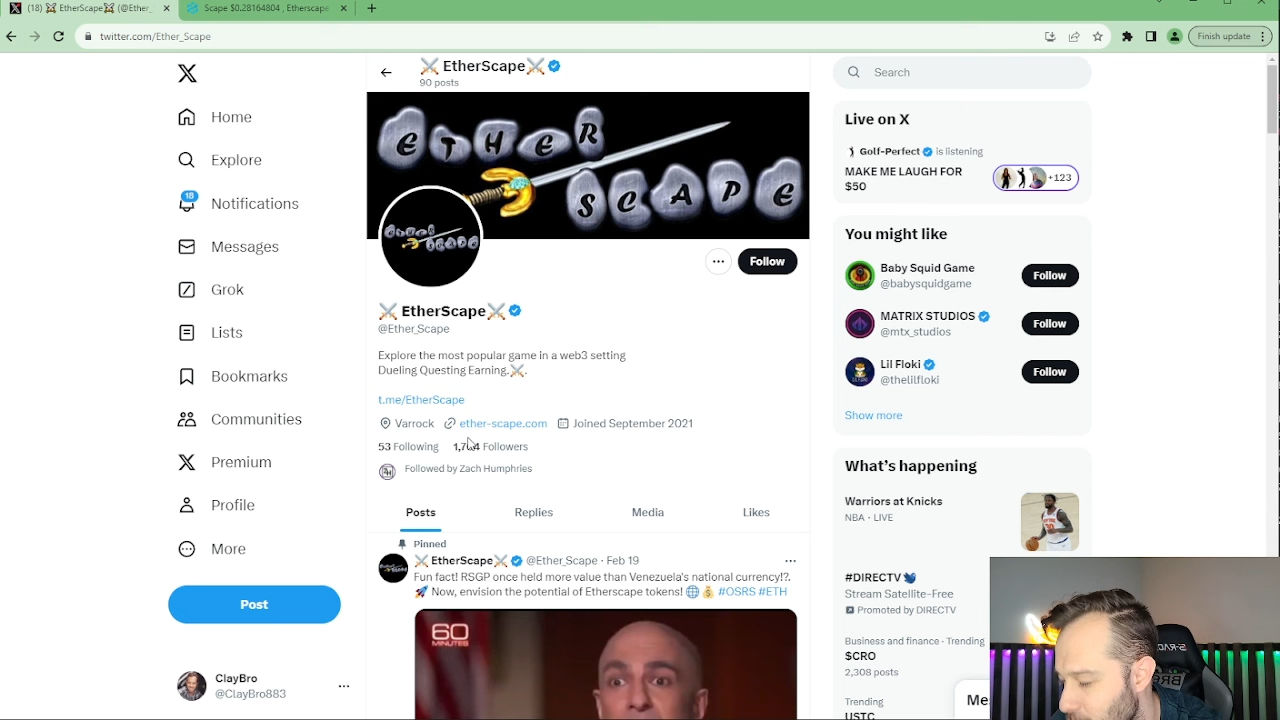 (18) EtherScape (@Ether_
Scape $0.28164804 , Etherscape
twitter.com/Ether_Scape
Finish update
EtherScape
90 posts
Search
ETHER
SCAPE
Home
Explore
18
Notifications
Messages
Grok
Lists
Bookmarks
Communities
Premium
Profile
More
Post
ClayBro
@ClayBro883
Follow
EtherScape
@Ether_Scape
Explore the most popular game in a web3 setting
Dueling Questing Earning.
t.me/EtherScape
Varrock ether-scape.com Joined September 2021
53 Following Followers
Followed by Zach Humphries
Posts Replies Media Likes
Pinned
EtherScape @Ether_Scape · Feb 19
Fun fact! RSGP once held more value than Venezuela's national currency!?.
Now, envision the potential of Etherscape tokens! #OSRS #ETH
60
MINUTES
Live on X
Golf-Perfect is listening
MAKE ME LAUGH FOR
$50
+123
You might like
Baby Squid Game
@babysquidgame
Follow
MATRIX STUDIOS
@mtx_studios
Follow
Lil Floki
@thelilfloki
Follow
Show more
What's happening
Warriors at Knicks
NBA · LIVE
#DIRECTV
Stream Satellite-Free
Promoted by DIRECTV
Business and finance · Trending
$CRO
2,308 posts
Trending
USTC
Me